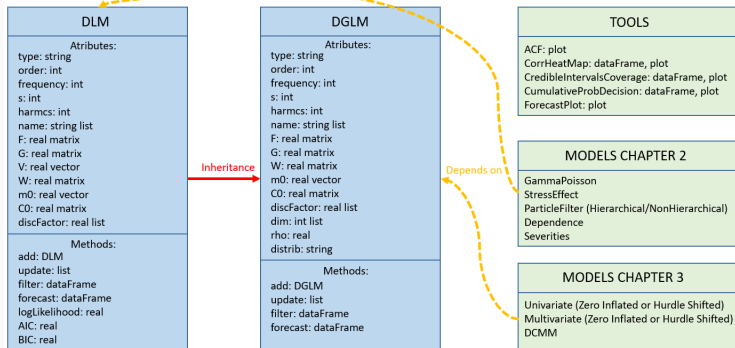 DLM
Atributes:
type: string
order: int
frequency: int
s: int
harmcs: int
name: string list
F: real matrix
G: real matrix
V: real vector
W: real matrix
m0: real vector
C0: real matrix
discFactor: real list
Methods:
add: DLM
update: list
filter: dataFrame
forecast: dataFrame
logLikelihood: real
AIC: real
BIC: real
Inheritance
DGLM
Atributes:
type: string
order: int
frequency: int
s: int
harmcs: int
name: string list
F: real matrix
G: real matrix
W: real matrix
m0: real vector
C0: real matrix
discFactor: real list
dim: int list
rho: real
distrib: string
Methods:
add: DGLM
update: list
filter: dataFrame
forecast: dataFrame
Depends on
TOOLS
ACF: plot
CorrHeatMap: dataFrame, plot
CredibleIntervalsCoverage: dataFrame, plot
CumulativeProbDecision: dataFrame, plot
ForecastPlot: plot
MODELS CHAPTER 2
GammaPoisson
StressEffect
ParticleFilter (Hierarchical/NonHierarchical)
Dependence
Severities
MODELS CHAPTER 3
Univariate (Zero Inflated or Hurdle Shifted)
Multivariate (Zero Inflated or Hurdle Shifted)
DCMM